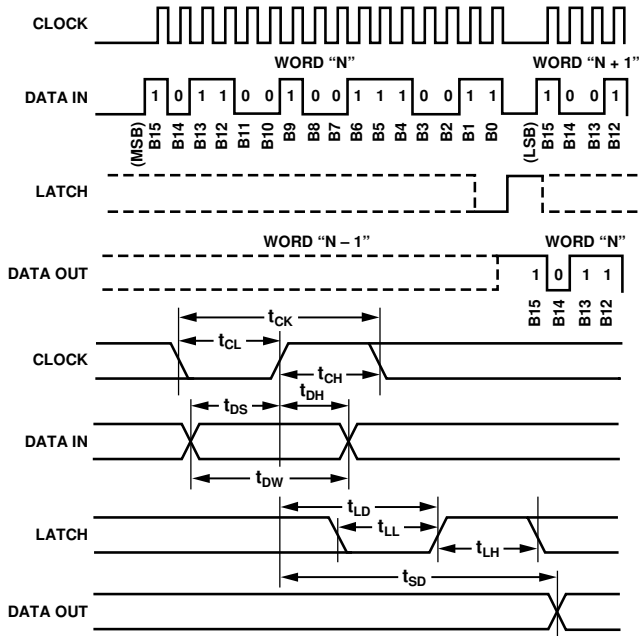 CLOCK
WORD “N” WORD “N + 1”
DATA IN 1 0 1 1 0 0 1 0 0 1 1 1 0 0 1 1 1 0 0 1
(MSB) B15 B14 B13 B12 B11 B10 B9 B8 B7 B6 B5 B4 B3 B2 B1 B0 (LSB) B15 B14 B13 B12
LATCH
WORD “N – 1” WORD “N”
DATA OUT 1 0 1 1
B15 B14 B13 B12
tCK
tCL
CLOCK
tCH
tDS tDH
DATA IN
tDW
tLD
LATCH tLL
tLH
tSD
DATA OUT